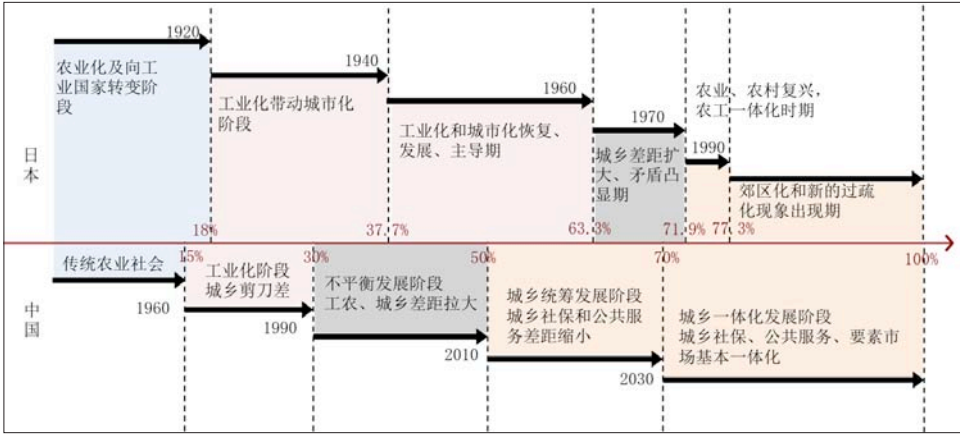 1920
农业化及向工
业国家转变阶
段
1940
工业化带动城市化
阶段
1960
工业化和城市化恢复、
发展、主导期
1970
城乡差距扩
大、矛盾凸
显期
农业、农村复兴，
农工一体化时期
1990
郊区化和新的过疏
化现象出现期
日本
18%
37.7%
63.3%
71.9%
77.3%
15%
30%
50%
70%
100%
中国
传统农业社会
1960
工业化阶段
城乡剪刀差
1990
不平衡发展阶段
工农、城乡差距拉大
2010
城乡统筹发展阶段
城乡社保和公共服
务差距缩小
2030
城乡一体化发展阶段
城乡社保、公共服务、要素市
场基本一体化